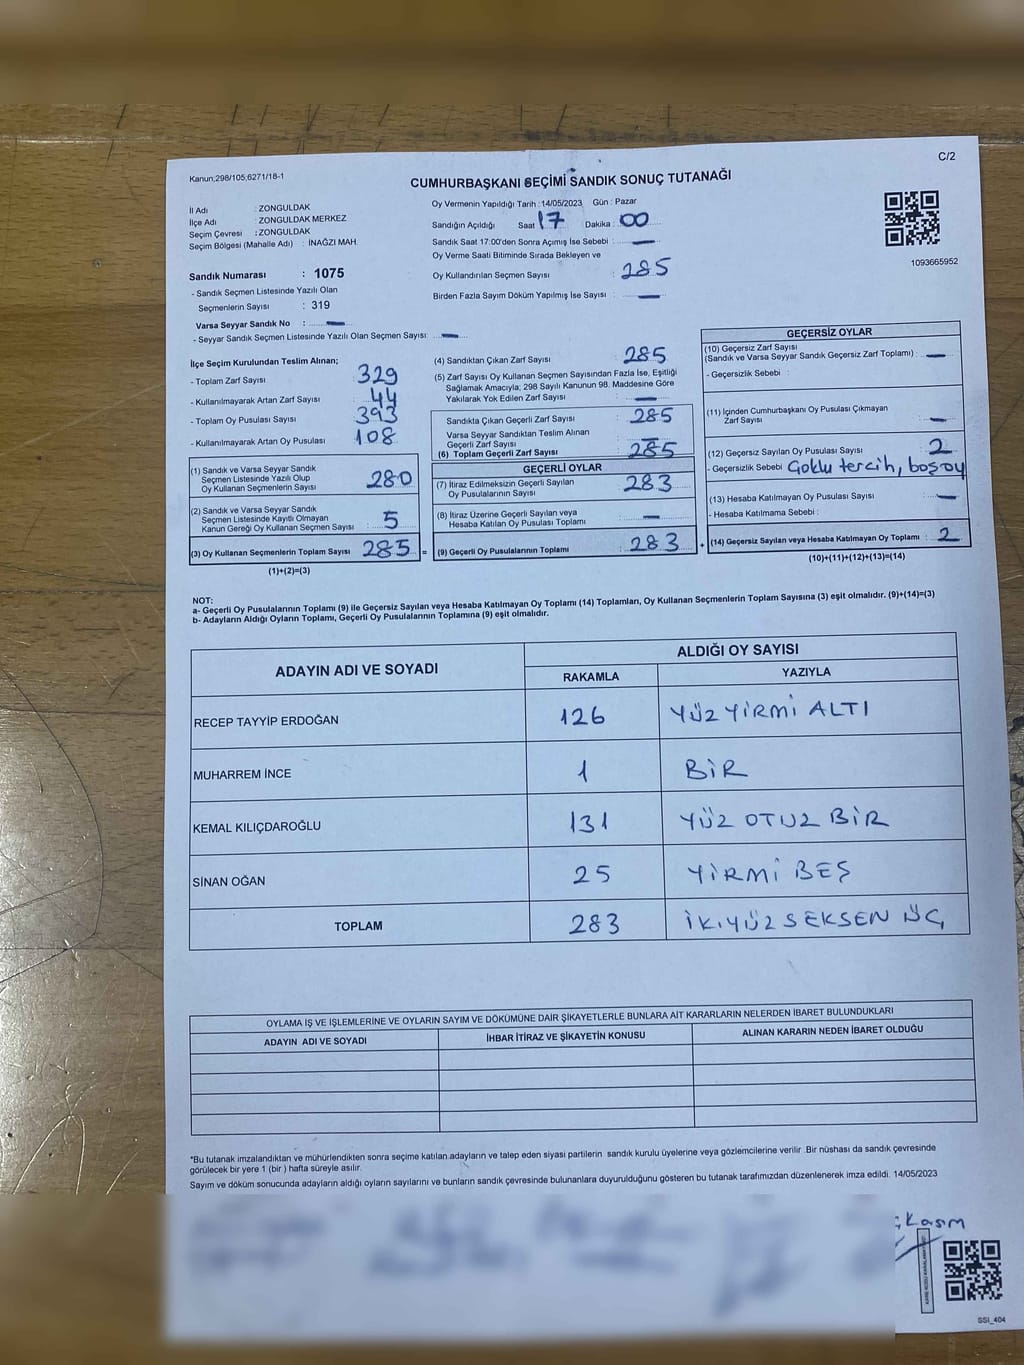 C/2
Kanun;298/105,6271/18-1
CUMHURBAŞKANI SEÇİMİ SANDIK SONUÇ TUTANAĞI
İl Adı : ZONGULDAK
İlçe Adı : ZONGULDAK MERKEZ
Seçim Çevresi : ZONGULDAK
Seçim Bölgesi (Mahalle Adı) : İNAĞZI MAH.
Sandık Numarası : 1075
- Sandık Seçmen Listesinde Yazılı Olan
Seçmenlerin Sayısı : 319
Varsa Seyyar Sandık No : —
- Seyyar Sandık Seçmen Listesinde Yazılı Olan Seçmen Sayısı: —
Oy Vermenin Yapıldığı Tarih :14/05/2023 Gün : Pazar
Sandığın Açıldığı Saat 17 Dakika : 00
Sandık Saat 17:00'den Sonra Açımış İse Sebebi : —
Oy Verme Saati Bitiminde Sırada Bekleyen ve
Oy Kullandırılan Seçmen Sayısı : 285
Birden Fazla Sayım Döküm Yapılmış İse Sayısı : —
1093665952
İlçe Seçim Kurulundan Teslim Alınan;
- Toplam Zarf Sayısı : 329
- Kullanılmayarak Artan Zarf Sayısı : 44
- Toplam Oy Pusulası Sayısı : 393
- Kullanılmayarak Artan Oy Pusulası : 108
(1) Sandık ve Varsa Seyyar Sandık
Seçmen Listesinde Yazılı Olup
Oy Kullanan Seçmenlerin Sayısı : 280
(2) Sandık ve Varsa Seyyar Sandık
Seçmen Listesinde Kayıtlı Olmayan
Kanun Gereği Oy Kullanan Seçmen Sayısı : 5
(3) Oy Kullanan Seçmenlerin Toplam Sayısı : 285 =
(1)+(2)=(3)
(4) Sandıktan Çıkan Zarf Sayısı : 285
(5) Zarf Sayısı Oy Kullanan Seçmen Sayısından Fazla İse, Eşitliği
Sağlamak Amacıyla; 298 Sayılı Kanunun 98. Maddesine Göre
Yakılarak Yok Edilen Zarf Sayısı : —
Sandıkta Çıkan Geçerli Zarf Sayısı : 285
Varsa Seyyar Sandıktan Teslim Alınan
Geçerli Zarf Sayısı : —
(6) Toplam Geçerli Zarf Sayısı : 285
GEÇERLİ OYLAR
(7) İtiraz Edilmeksizin Geçerli Sayılan
Oy Pusulalarının Sayısı : 283
(8) İtiraz Üzerine Geçerli Sayılan veya
Hesaba Katılan Oy Pusulası Toplamı : —
(9) Geçerli Oy Pusulalarının Toplamı : 283 +
GEÇERSİZ OYLAR
(10) Geçersiz Zarf Sayısı
(Sandık ve Varsa Seyyar Sandık Geçersiz Zarf Toplamı) : —
- Geçersizlik Sebebi :
(11) İçinden Cumhurbaşkanı Oy Pusulası Çıkmayan
Zarf Sayısı : —
(12) Geçersiz Sayılan Oy Pusulası Sayısı : 2
- Geçersizlik Sebebi Çoklu tercih, boş oy
(13) Hesaba Katılmayan Oy Pusulası Sayısı : —
- Hesaba Katılmama Sebebi :
(14) Geçersiz Sayılan veya Hesaba Katılmayan Oy Toplamı : 2
(10)+(11)+(12)+(13)=(14)
NOT:
a- Geçerli Oy Pusulalarının Toplamı (9) ile Geçersiz Sayılan veya Hesaba Katılmayan Oy Toplamı (14) Toplamları, Oy Kullanan Seçmenlerin Toplam Sayısına (3) eşit olmalıdır. (9)+(14)=(3)
b- Adayların Aldığı Oyların Toplamı, Geçerli Oy Pusulalarının Toplamına (9) eşit olmalıdır.
ADAYIN ADI VE SOYADI ALDIĞI OY SAYISI
RAKAMLA YAZIYLA
RECEP TAYYİP ERDOĞAN 126 YÜZ YİRMİ ALTI
MUHARREM İNCE 1 BİR
KEMAL KILIÇDAROĞLU 131 YÜZ OTUZ BİR
SİNAN OĞAN 25 YİRMİ BEŞ
TOPLAM 283 İKİYÜZ SEKSEN ÜÇ
OYLAMA İŞ VE İŞLEMLERİNE VE OYLARIN SAYIM VE DÖKÜMÜNE DAİR ŞİKAYETLERLE BUNLARA AİT KARARLARIN NELERDEN İBARET BULUNDUKLARI
ADAYIN ADI VE SOYADI İHBAR İTİRAZ VE ŞİKAYETİN KONUSU ALINAN KARARIN NEDEN İBARET OLDUĞU
*Bu tutanak imzalandıktan ve mühürlendikten sonra seçime katılan adayların ve talep eden siyasi partilerin sandık kurulu üyelerine veya gözlemcilerine verilir .Bir nüshası da sandık çevresinde
görülecek bir yere 1 (bir ) hafta süreyle asılır.
Sayım ve döküm sonucunda adayların aldığı oyların sayılarını ve bunların sandık çevresinde bulunanlara duyurulduğunu gösteren bu tutanak tarafımızdan düzenlenerek imza edildi. 14/05/2023
Kasım
SSI_404